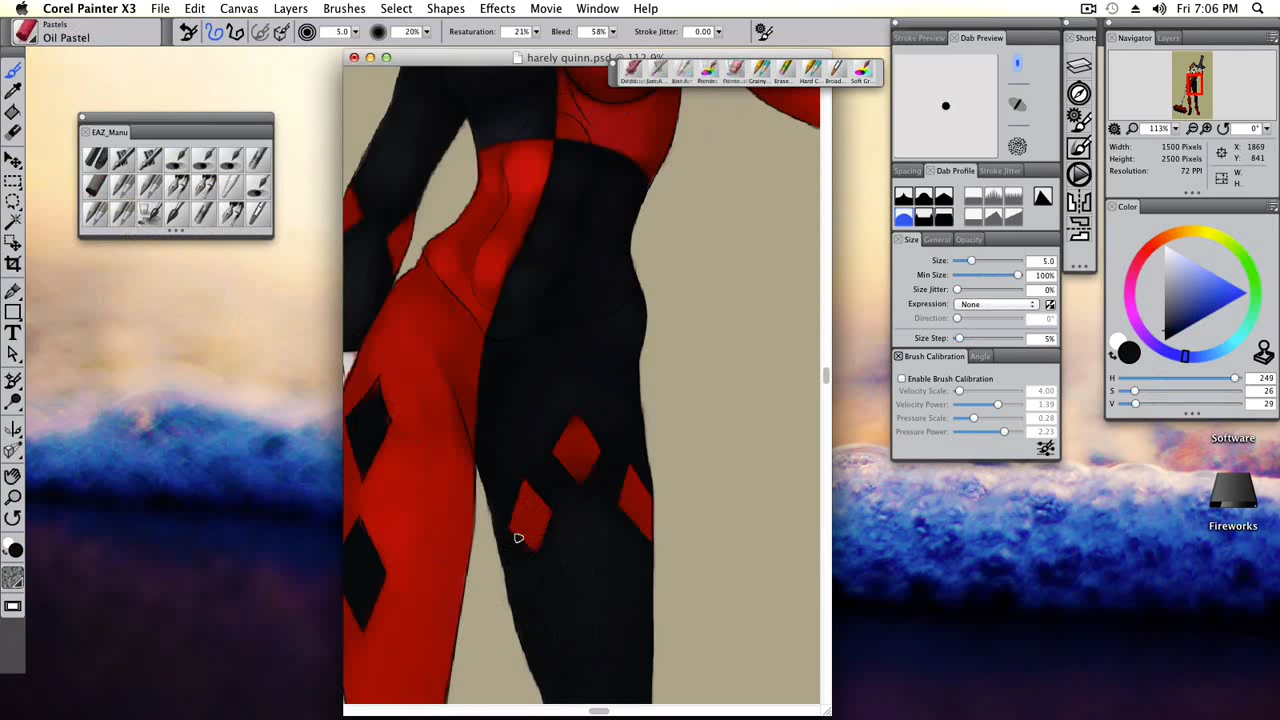 Corel Painter X3 File Edit Canvas Layers Brushes Select Shapes Effects Movie Window Help Fri 7:06 PM
Pastels
Oil Pastel
5.0 20% Resaturation: 21% Bleed: 58% Stroke Jitter: 0.00
harely quinn.psd @ 112.9%
EAZ_Manu
Stroke Preview Dab Preview
Spacing Dab Profile Stroke Jitter
Size General Opacity
Size: 5.0
Min Size: 100%
Size Jitter: 0%
Expression: None
Direction: 0°
Size Step: 5%
Brush Calibration Angle
Enable Brush Calibration
Velocity Scale: 4.00
Velocity Power: 1.39
Pressure Scale: 0.28
Pressure Power: 2.23
Shorts
Navigator Layers
113% 0°
Width: 1500 Pixels X: 1869
Height: 2500 Pixels Y: 841
Resolution: 72 PPI W:
H:
Color
H 249
S 26
V 29
Software
Fireworks